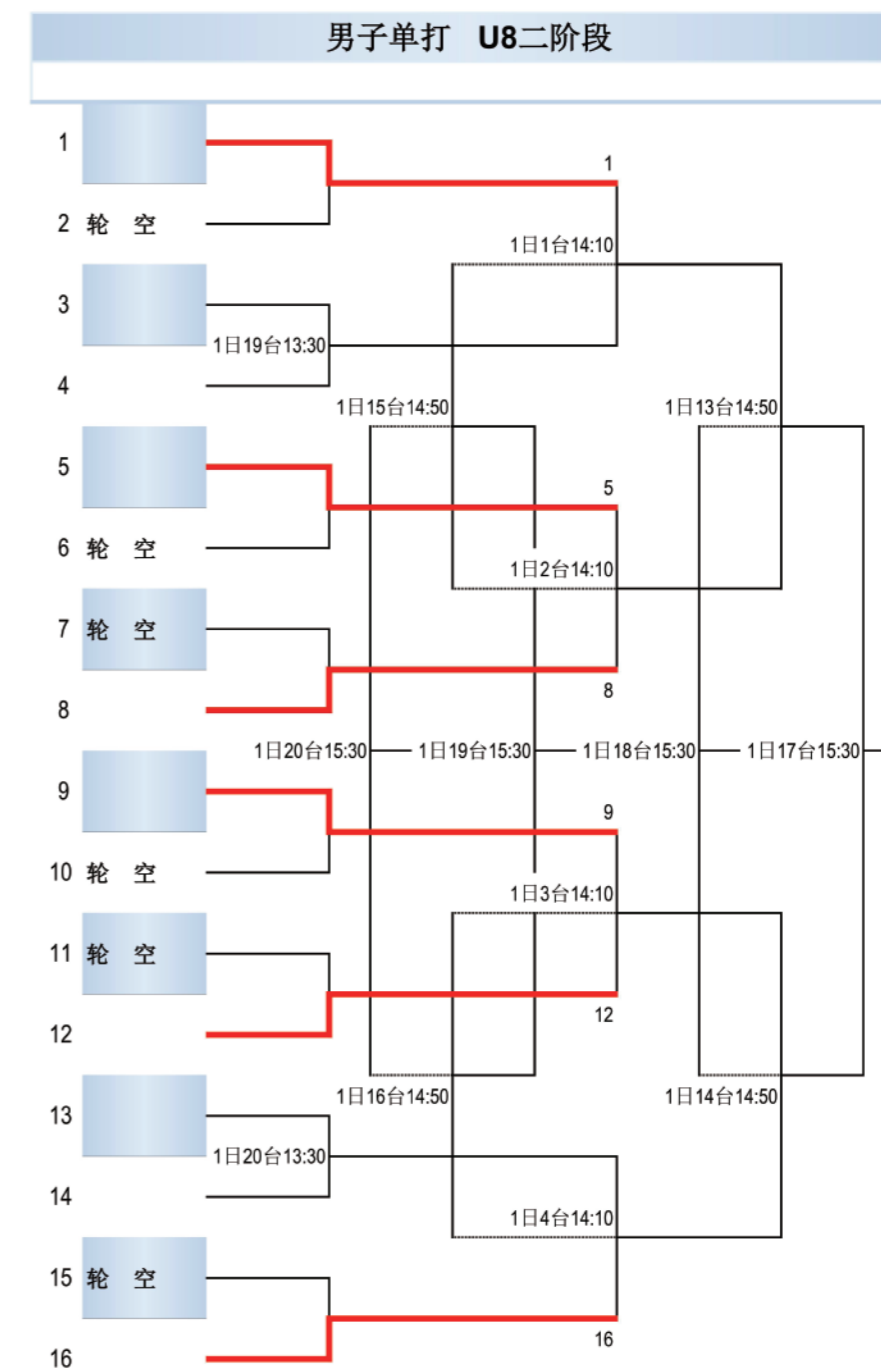 男子单打 U8二阶段
1
1
2 轮 空
1日1台14:10
3
1日19台13:30
4
1日15台14:50
1日13台14:50
5
5
6 轮 空
1日2台14:10
7 轮 空
8
8
1日20台15:30
1日19台15:30
1日18台15:30
1日17台15:30
9
9
10 轮 空
1日3台14:10
11 轮 空
12
12
1日16台14:50
1日14台14:50
13
1日20台13:30
14
1日4台14:10
15 轮 空
16
16